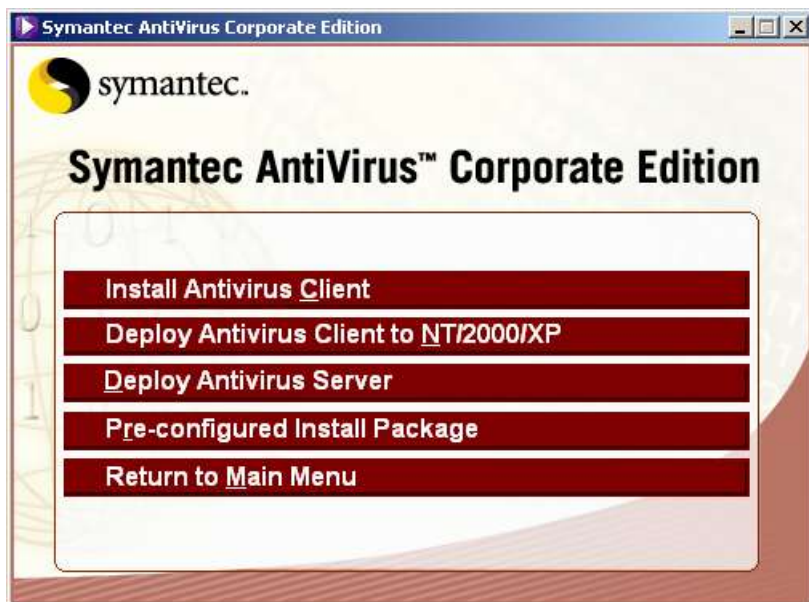 Symantec AntiVirus Corporate Edition
symantec™
Symantec AntiVirus™ Corporate Edition
Install Antivirus Client
Deploy Antivirus Client to NT/2000/XP
Deploy Antivirus Server
Pre-configured Install Package
Return to Main Menu